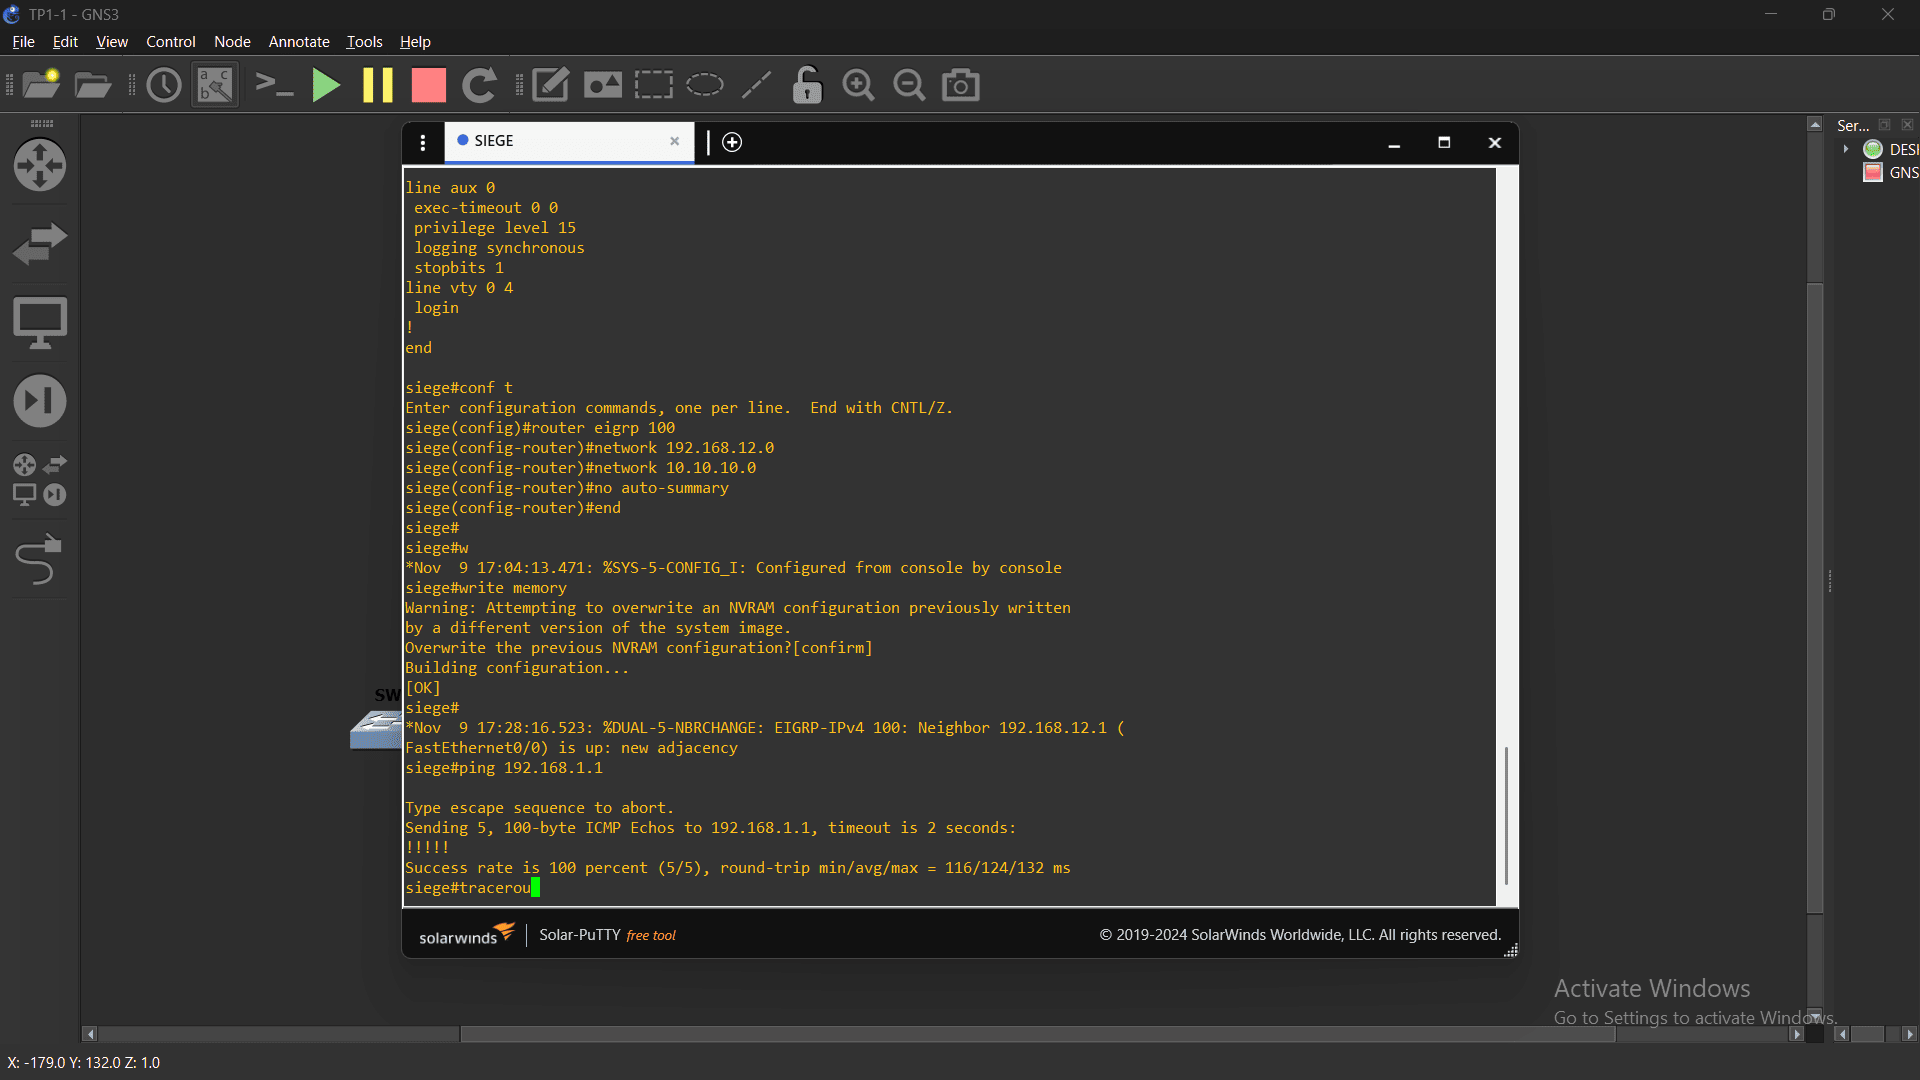 TP1-1 - GNS3
File Edit View Control Node Annotate Tools Help
SIEGE
Ser...
DES
GNS
line aux 0
 exec-timeout 0 0
 privilege level 15
 logging synchronous
 stopbits 1
line vty 0 4
 login
!
end
siege#conf t
Enter configuration commands, one per line.  End with CNTL/Z.
siege(config)#router eigrp 100
siege(config-router)#network 192.168.12.0
siege(config-router)#network 10.10.10.0
siege(config-router)#no auto-summary
siege(config-router)#end
siege#
siege#w
*Nov  9 17:04:13.471: %SYS-5-CONFIG_I: Configured from console by console
siege#write memory
Warning: Attempting to overwrite an NVRAM configuration previously written
by a different version of the system image.
Overwrite the previous NVRAM configuration?[confirm]
Building configuration...
[OK]
siege#
*Nov  9 17:28:16.523: %DUAL-5-NBRCHANGE: EIGRP-IPv4 100: Neighbor 192.168.12.1 (
FastEthernet0/0) is up: new adjacency
siege#ping 192.168.1.1
Type escape sequence to abort.
Sending 5, 100-byte ICMP Echos to 192.168.1.1, timeout is 2 seconds:
!!!!!
Success rate is 100 percent (5/5), round-trip min/avg/max = 116/124/132 ms
siege#tracerou
SW
solarwinds Solar-PuTTY free tool © 2019-2024 SolarWinds Worldwide, LLC. All rights reserved.
Activate Windows
Go to Settings to activate Windows.
X: -179.0 Y: 132.0 Z: 1.0